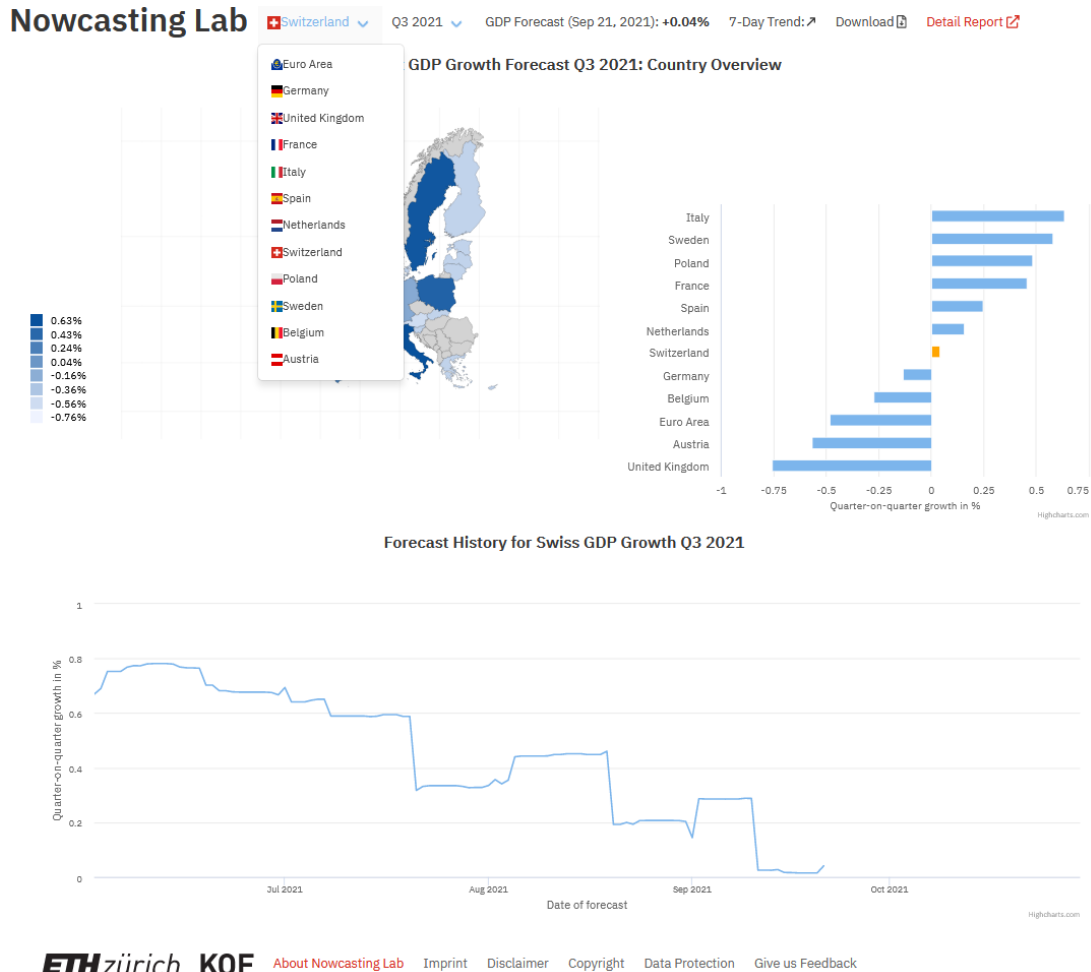 Nowcasting Lab Switzerland Q3 2021 GDP Forecast (Sep 21, 2021): +0.04% 7-Day Trend: Download Detail Report
Euro Area
Germany
United Kingdom
France
Italy
Spain
Netherlands
Switzerland
Poland
Sweden
Belgium
Austria
GDP Growth Forecast Q3 2021: Country Overview
0.63%
0.43%
0.24%
0.04%
-0.16%
-0.36%
-0.56%
-0.76%
Italy
Sweden
Poland
France
Spain
Netherlands
Switzerland
Germany
Belgium
Euro Area
Austria
United Kingdom
-1 -0.75 -0.5 -0.25 0 0.25 0.5 0.75
Quarter-on-quarter growth in %
Highcharts.com
Forecast History for Swiss GDP Growth Q3 2021
Quarter-on-quarter growth in %
1
0.8
0.6
0.4
0.2
0
Jul 2021 Aug 2021 Sep 2021 Oct 2021
Date of forecast
Highcharts.com
ETH zürich KOF About Nowcasting Lab Imprint Disclaimer Copyright Data Protection Give us Feedback